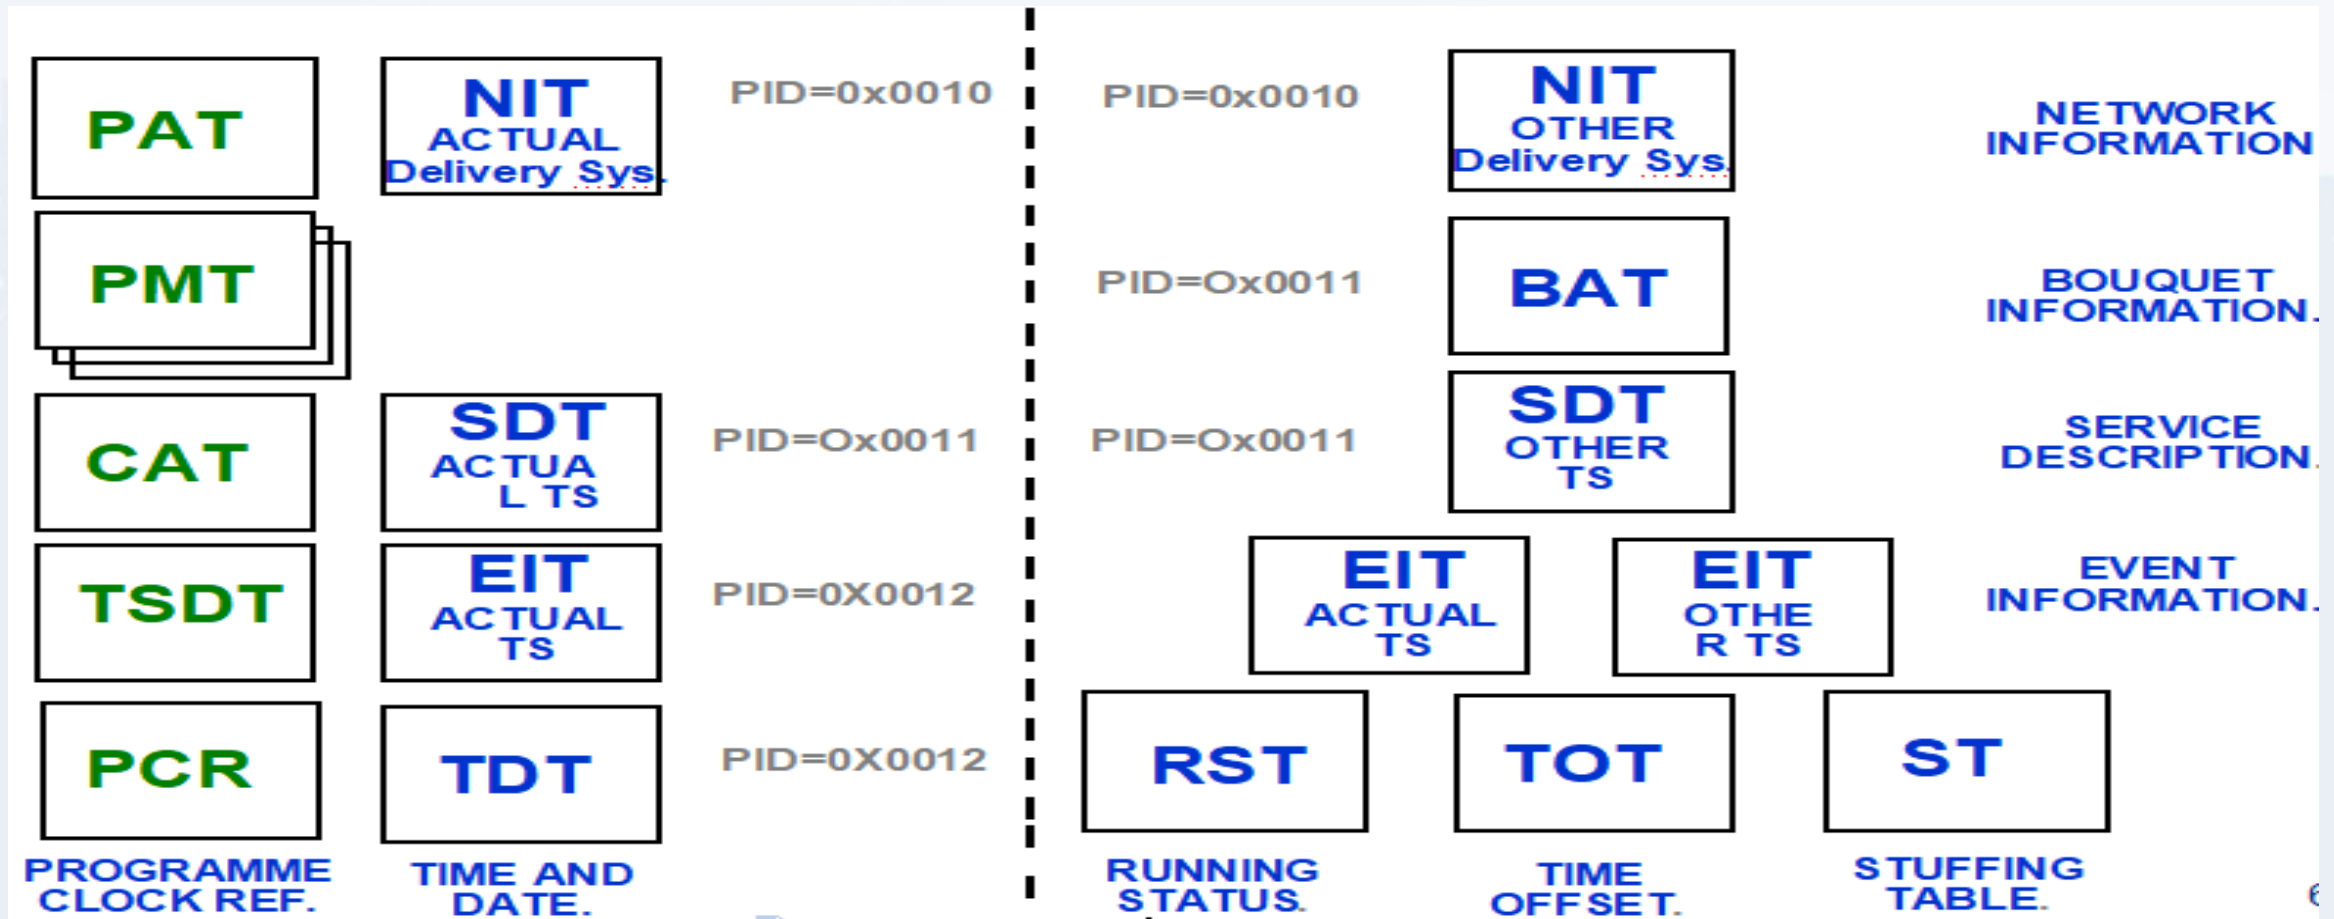 PAT
NIT
ACTUAL
Delivery Sys.
PID=0x0010
PID=0x0010
NIT
OTHER
Delivery Sys.
NETWORK
INFORMATION
PMT
PID=Ox0011
BAT
BOUQUET
INFORMATION.
CAT
SDT
ACTUA
L TS
PID=Ox0011
PID=Ox0011
SDT
OTHER
TS
SERVICE
DESCRIPTION.
TSDT
EIT
ACTUAL
TS
PID=0X0012
EIT
ACTUAL
TS
EIT
OTHE
R TS
EVENT
INFORMATION.
PCR
TDT
PID=0X0012
RST
TOT
ST
PROGRAMME
CLOCK REF.
TIME AND
DATE.
RUNNING
STATUS.
TIME
OFFSET.
STUFFING
TABLE.